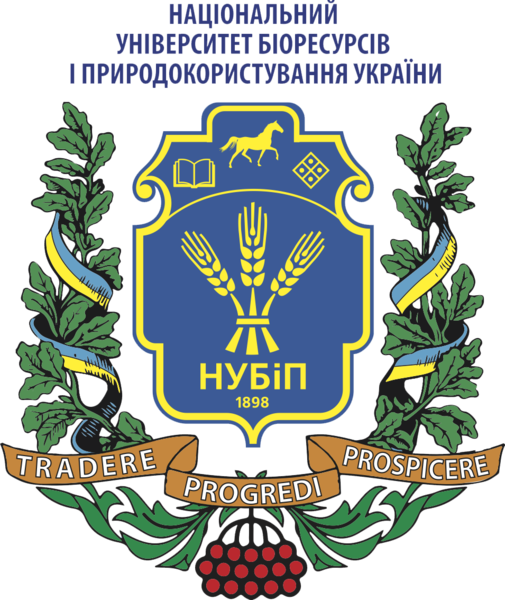 НАЦІОНАЛЬНИЙ
УНІВЕРСИТЕТ БІОРЕСУРСІВ
І ПРИРОДОКОРИСТУВАННЯ УКРАЇНИ
НУБіП
1898
TRADERE
PROGREDI
PROSPICERE